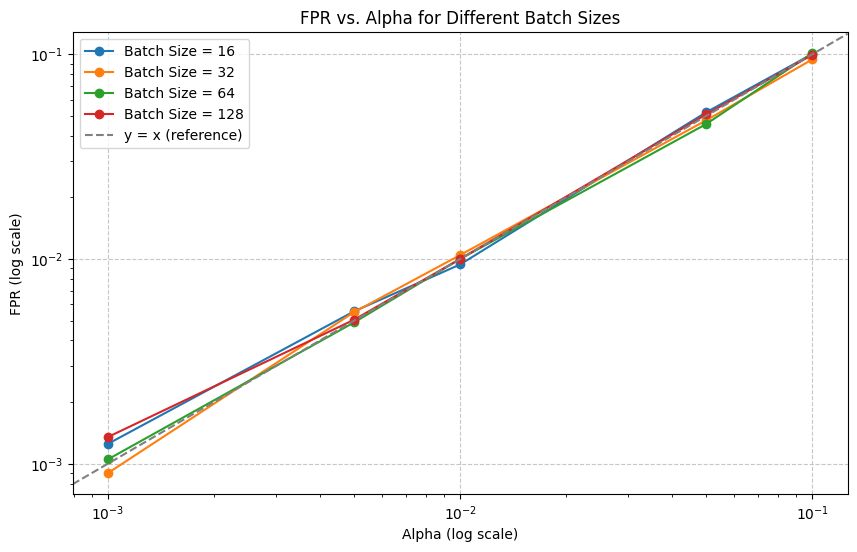 FPR vs. Alpha for Different Batch Sizes
Batch Size = 16
Batch Size = 32
Batch Size = 64
Batch Size = 128
y = x (reference)
FPR (log scale)
10⁻¹
10⁻²
10⁻³
10⁻³ 10⁻² 10⁻¹
Alpha (log scale)